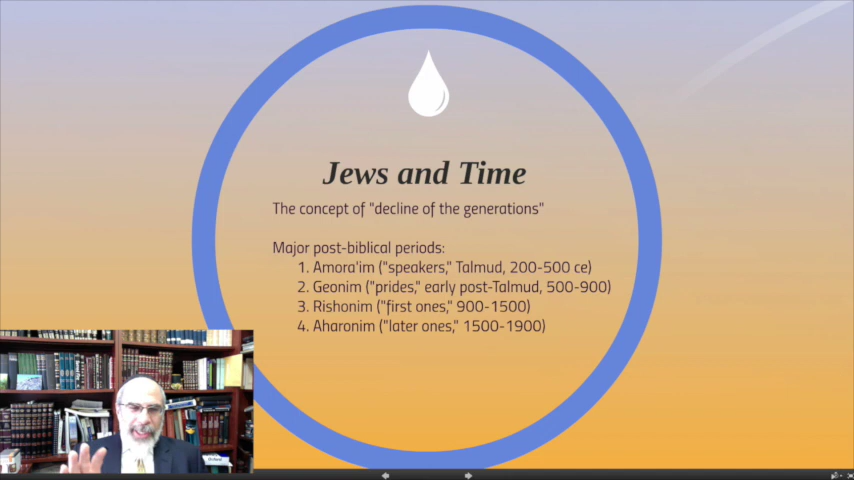 Jews and Time
The concept of "decline of the generations"
Major post-biblical periods:
1. Amora'im ("speakers," Talmud, 200-500 ce)
2. Geonim ("prides," early post-Talmud, 500-900)
3. Rishonim ("first ones," 900-1500)
4. Aharonim ("later ones," 1500-1900)